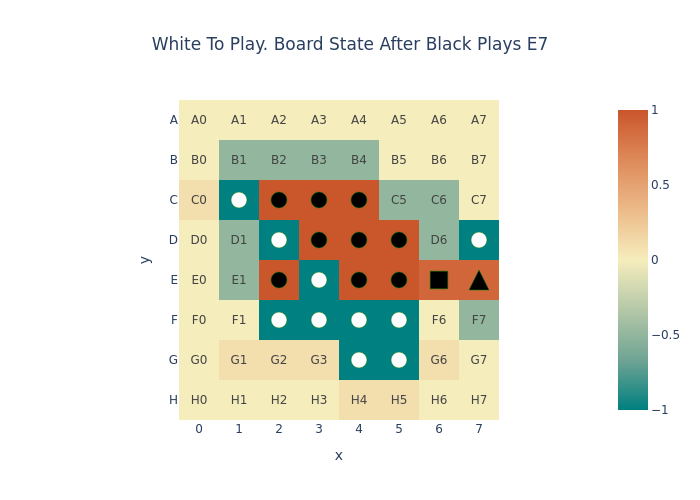 White To Play. Board State After Black Plays E7
A A0 A1 A2 A3 A4 A5 A6 A7
B B0 B1 B2 B3 B4 B5 B6 B7
C C0 C5 C6 C7
D D0 D1 D6
E E0 E1
F F0 F1 F6 F7
G G0 G1 G2 G3 G6 G7
H H0 H1 H2 H3 H4 H5 H6 H7
0 1 2 3 4 5 6 7
x
y
1
0.5
0
−0.5
−1